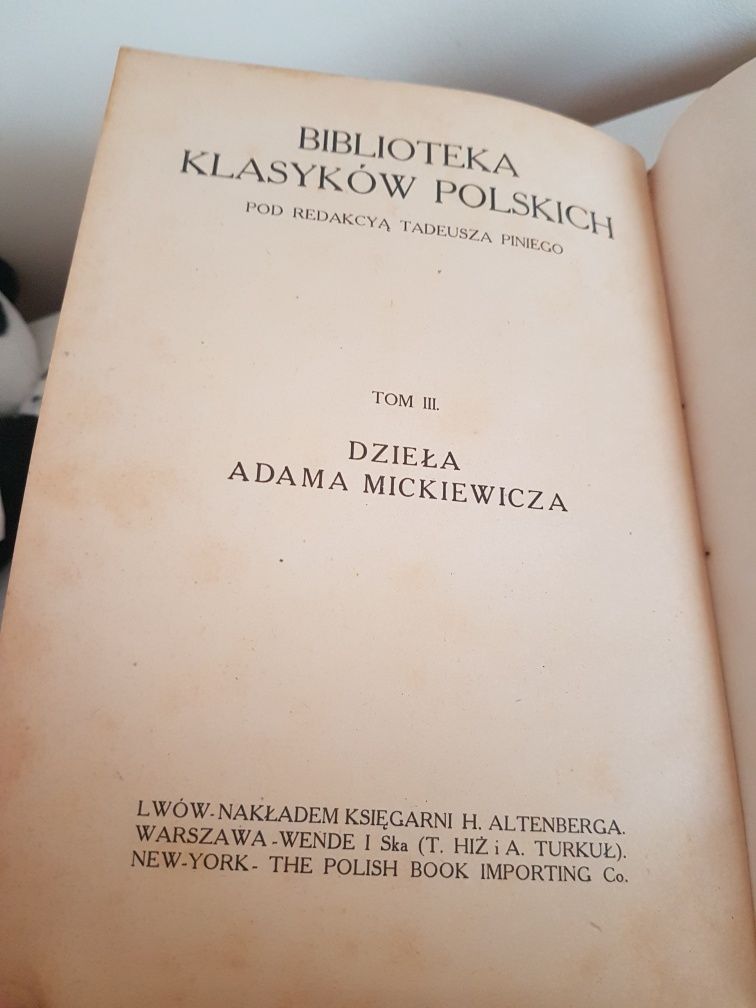 BIBLIOTEKA
KLASYKÓW POLSKICH
POD REDAKCYĄ TADEUSZA PINIEGO
TOM III.
DZIEŁA
ADAMA MICKIEWICZA
LWÓW-NAKŁADEM KSIĘGARNI H. ALTENBERGA.
WARSZAWA-WENDE I Ska (T. HIŻ i A. TURKUŁ).
NEW-YORK- THE POLISH BOOK IMPORTING Co.